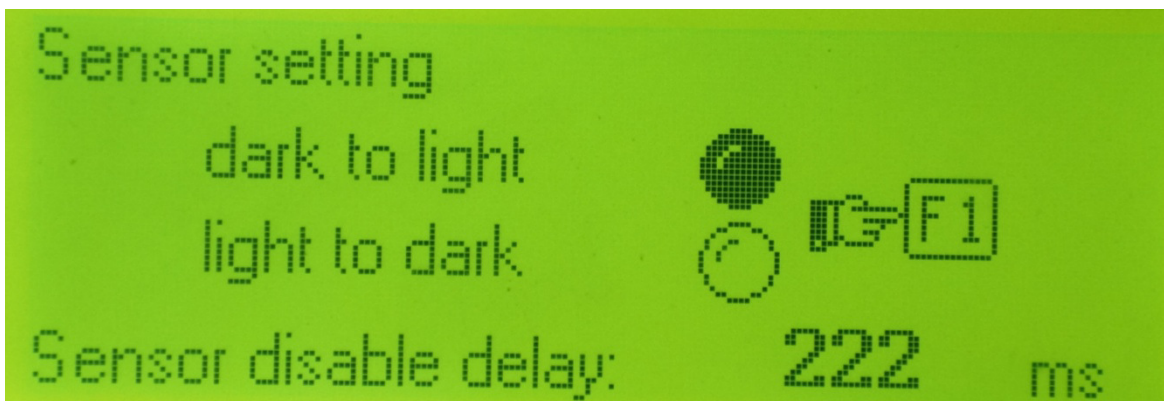 Sensor setting
dark to light
F1
light to dark
Sensor disable delay: 222 ms